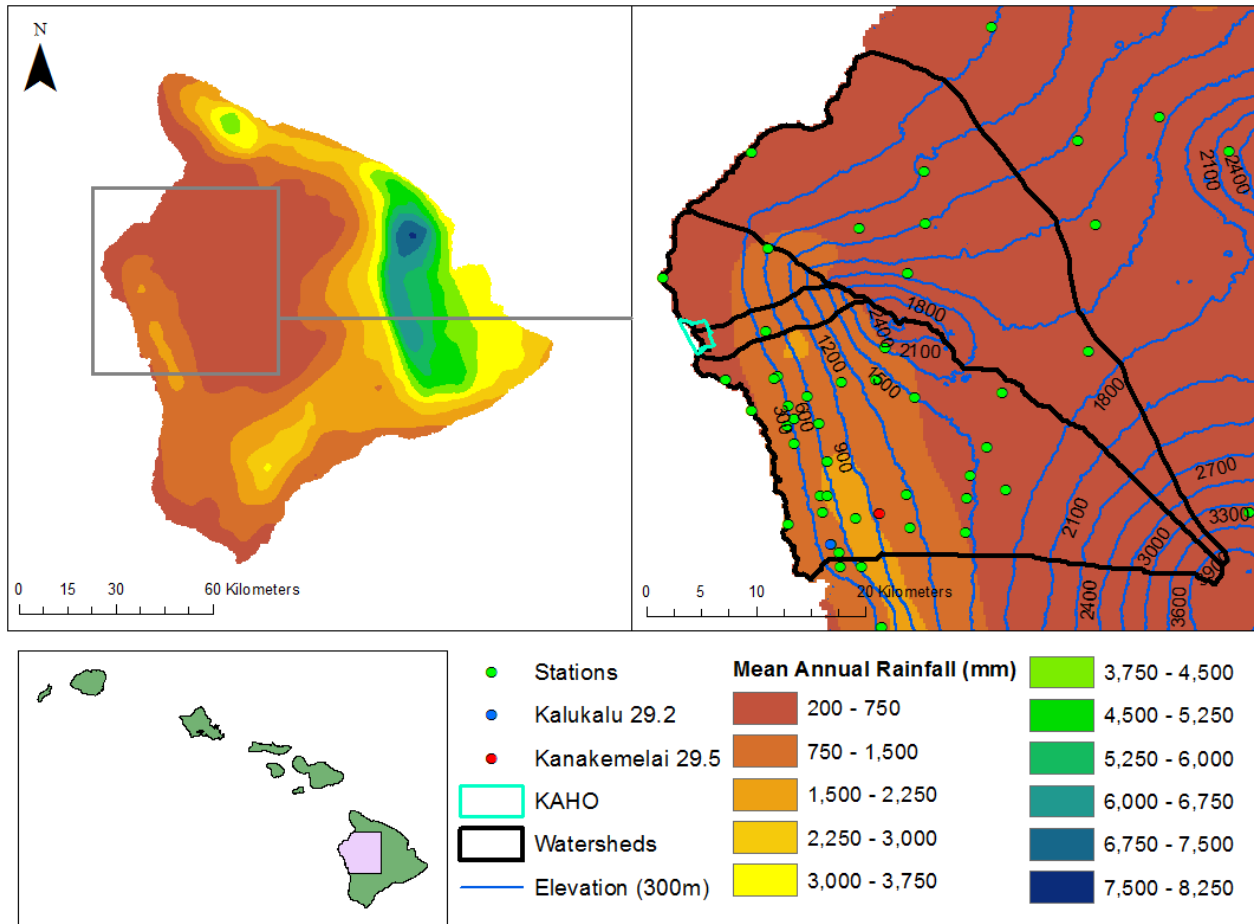 N
0 15 30 60 Kilometers
2100
2400
1800
2400
2100
1200
1500
300
600
900
1800
2700
2100
3300
3000
3900
2400
3600
0 5 10 20 Kilometers
Stations
Kalukalu 29.2
Kanakemelai 29.5
KAHO
Watersheds
Elevation (300m)
Mean Annual Rainfall (mm)
200 - 750
750 - 1,500
1,500 - 2,250
2,250 - 3,000
3,000 - 3,750
3,750 - 4,500
4,500 - 5,250
5,250 - 6,000
6,000 - 6,750
6,750 - 7,500
7,500 - 8,250